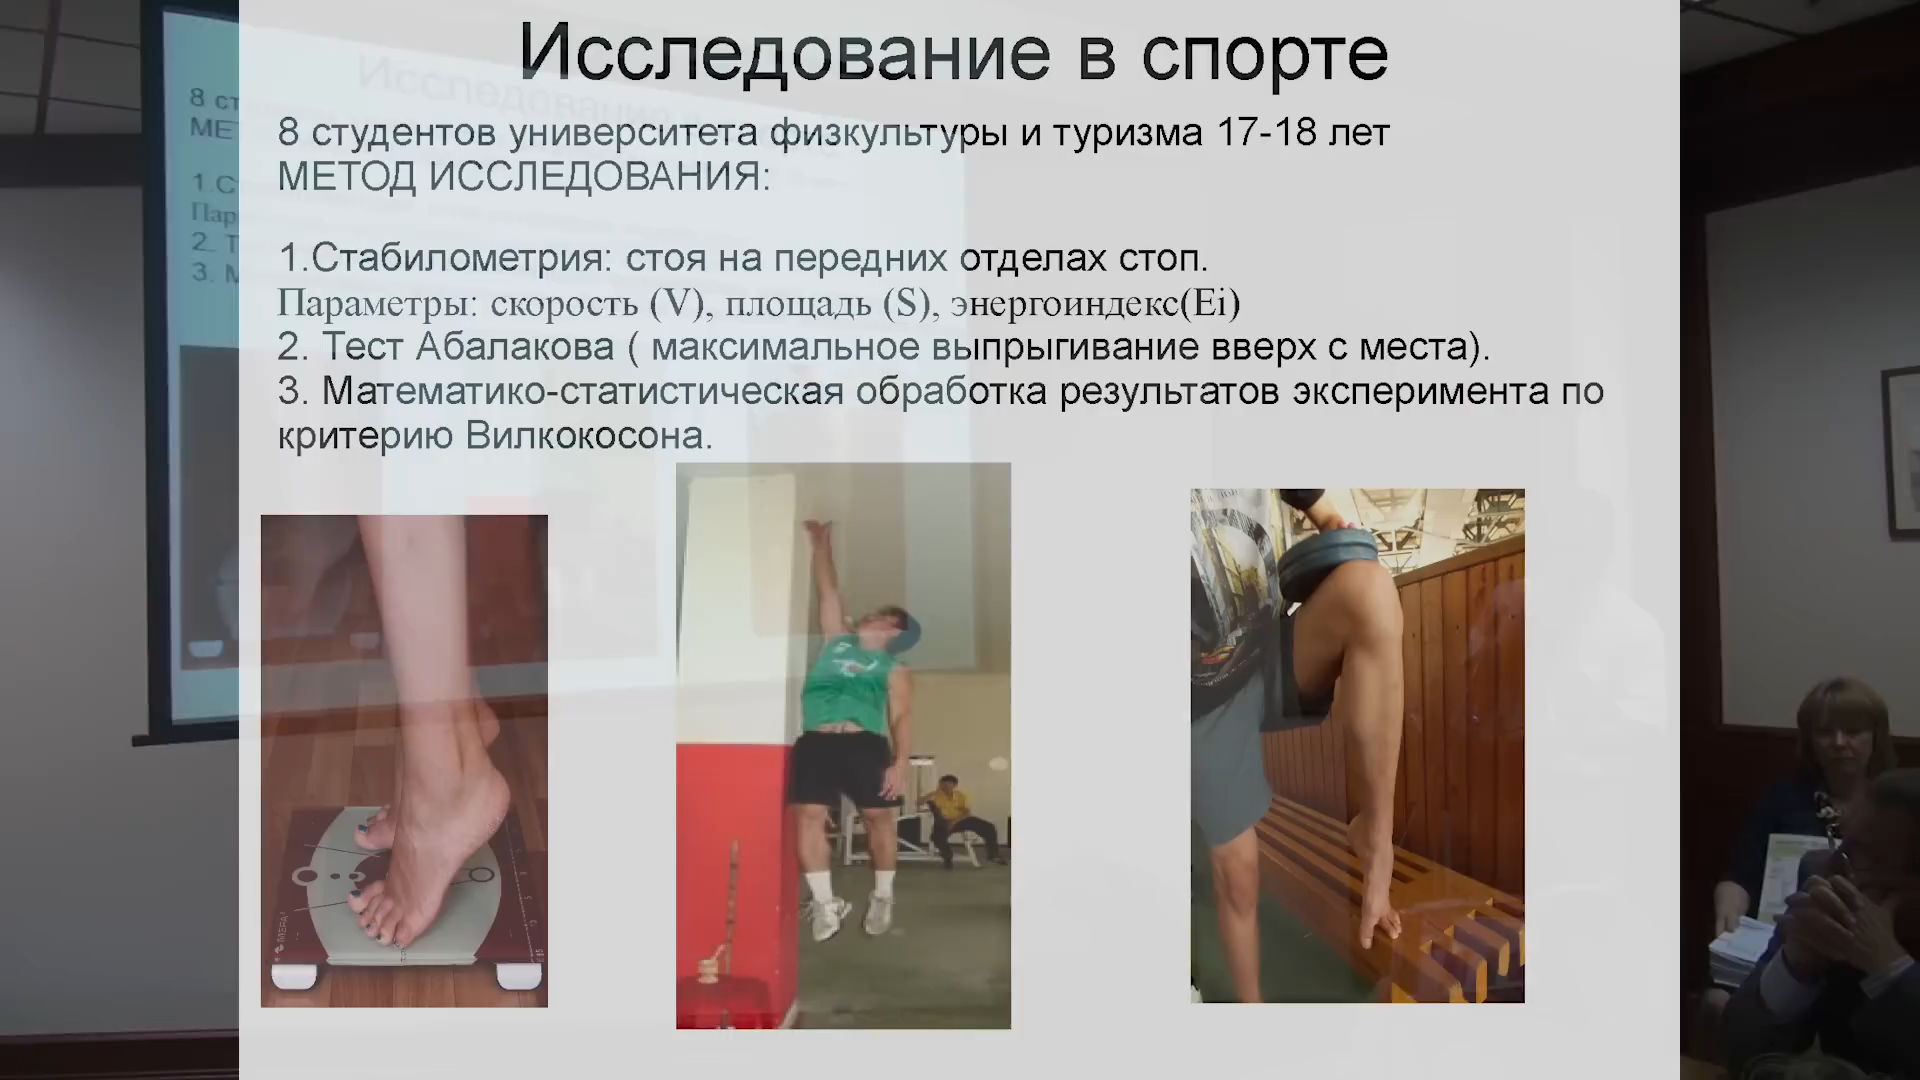 Исследование в спорте
8 студентов университета физкультуры и туризма 17-18 лет
МЕТОД ИССЛЕДОВАНИЯ:
1.Стабилометрия: стоя на передних отделах стоп.
Параметры: скорость (V), площадь (S), энергоиндекс(Ei)
2. Тест Абалакова ( максимальное выпрыгивание вверх с места).
3. Математико-статистическая обработка результатов эксперимента по
критерию Вилкокосона.
MERA